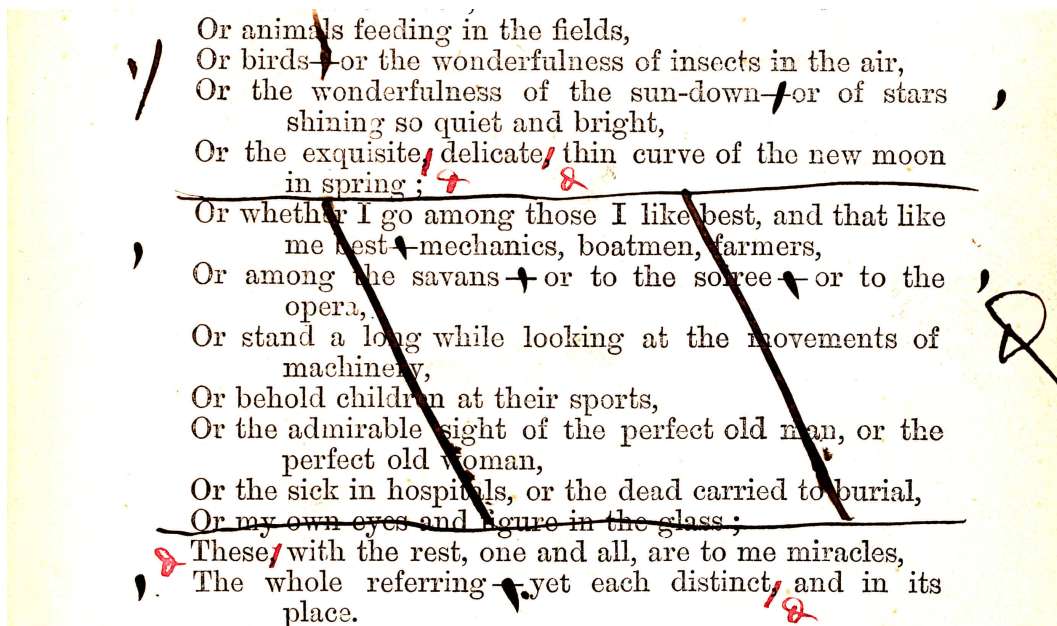 Or animals feeding in the fields,
Or birds—or the wonderfulness of insects in the air,
Or the wonderfulness of the sun-down—or of stars
shining so quiet and bright,
Or the exquisite, delicate, thin curve of the new moon
in spring;
Or whether I go among those I like best, and that like
me best—mechanics, boatmen, farmers,
Or among the savans—or to the soiree—or to the
opera,
Or stand a long while looking at the movements of
machinery,
Or behold children at their sports,
Or the admirable sight of the perfect old man, or the
perfect old woman,
Or the sick in hospitals, or the dead carried to burial,
Or my own eyes and figure in the glass;
These, with the rest, one and all, are to me miracles,
The whole referring—yet each distinct, and in its
place.